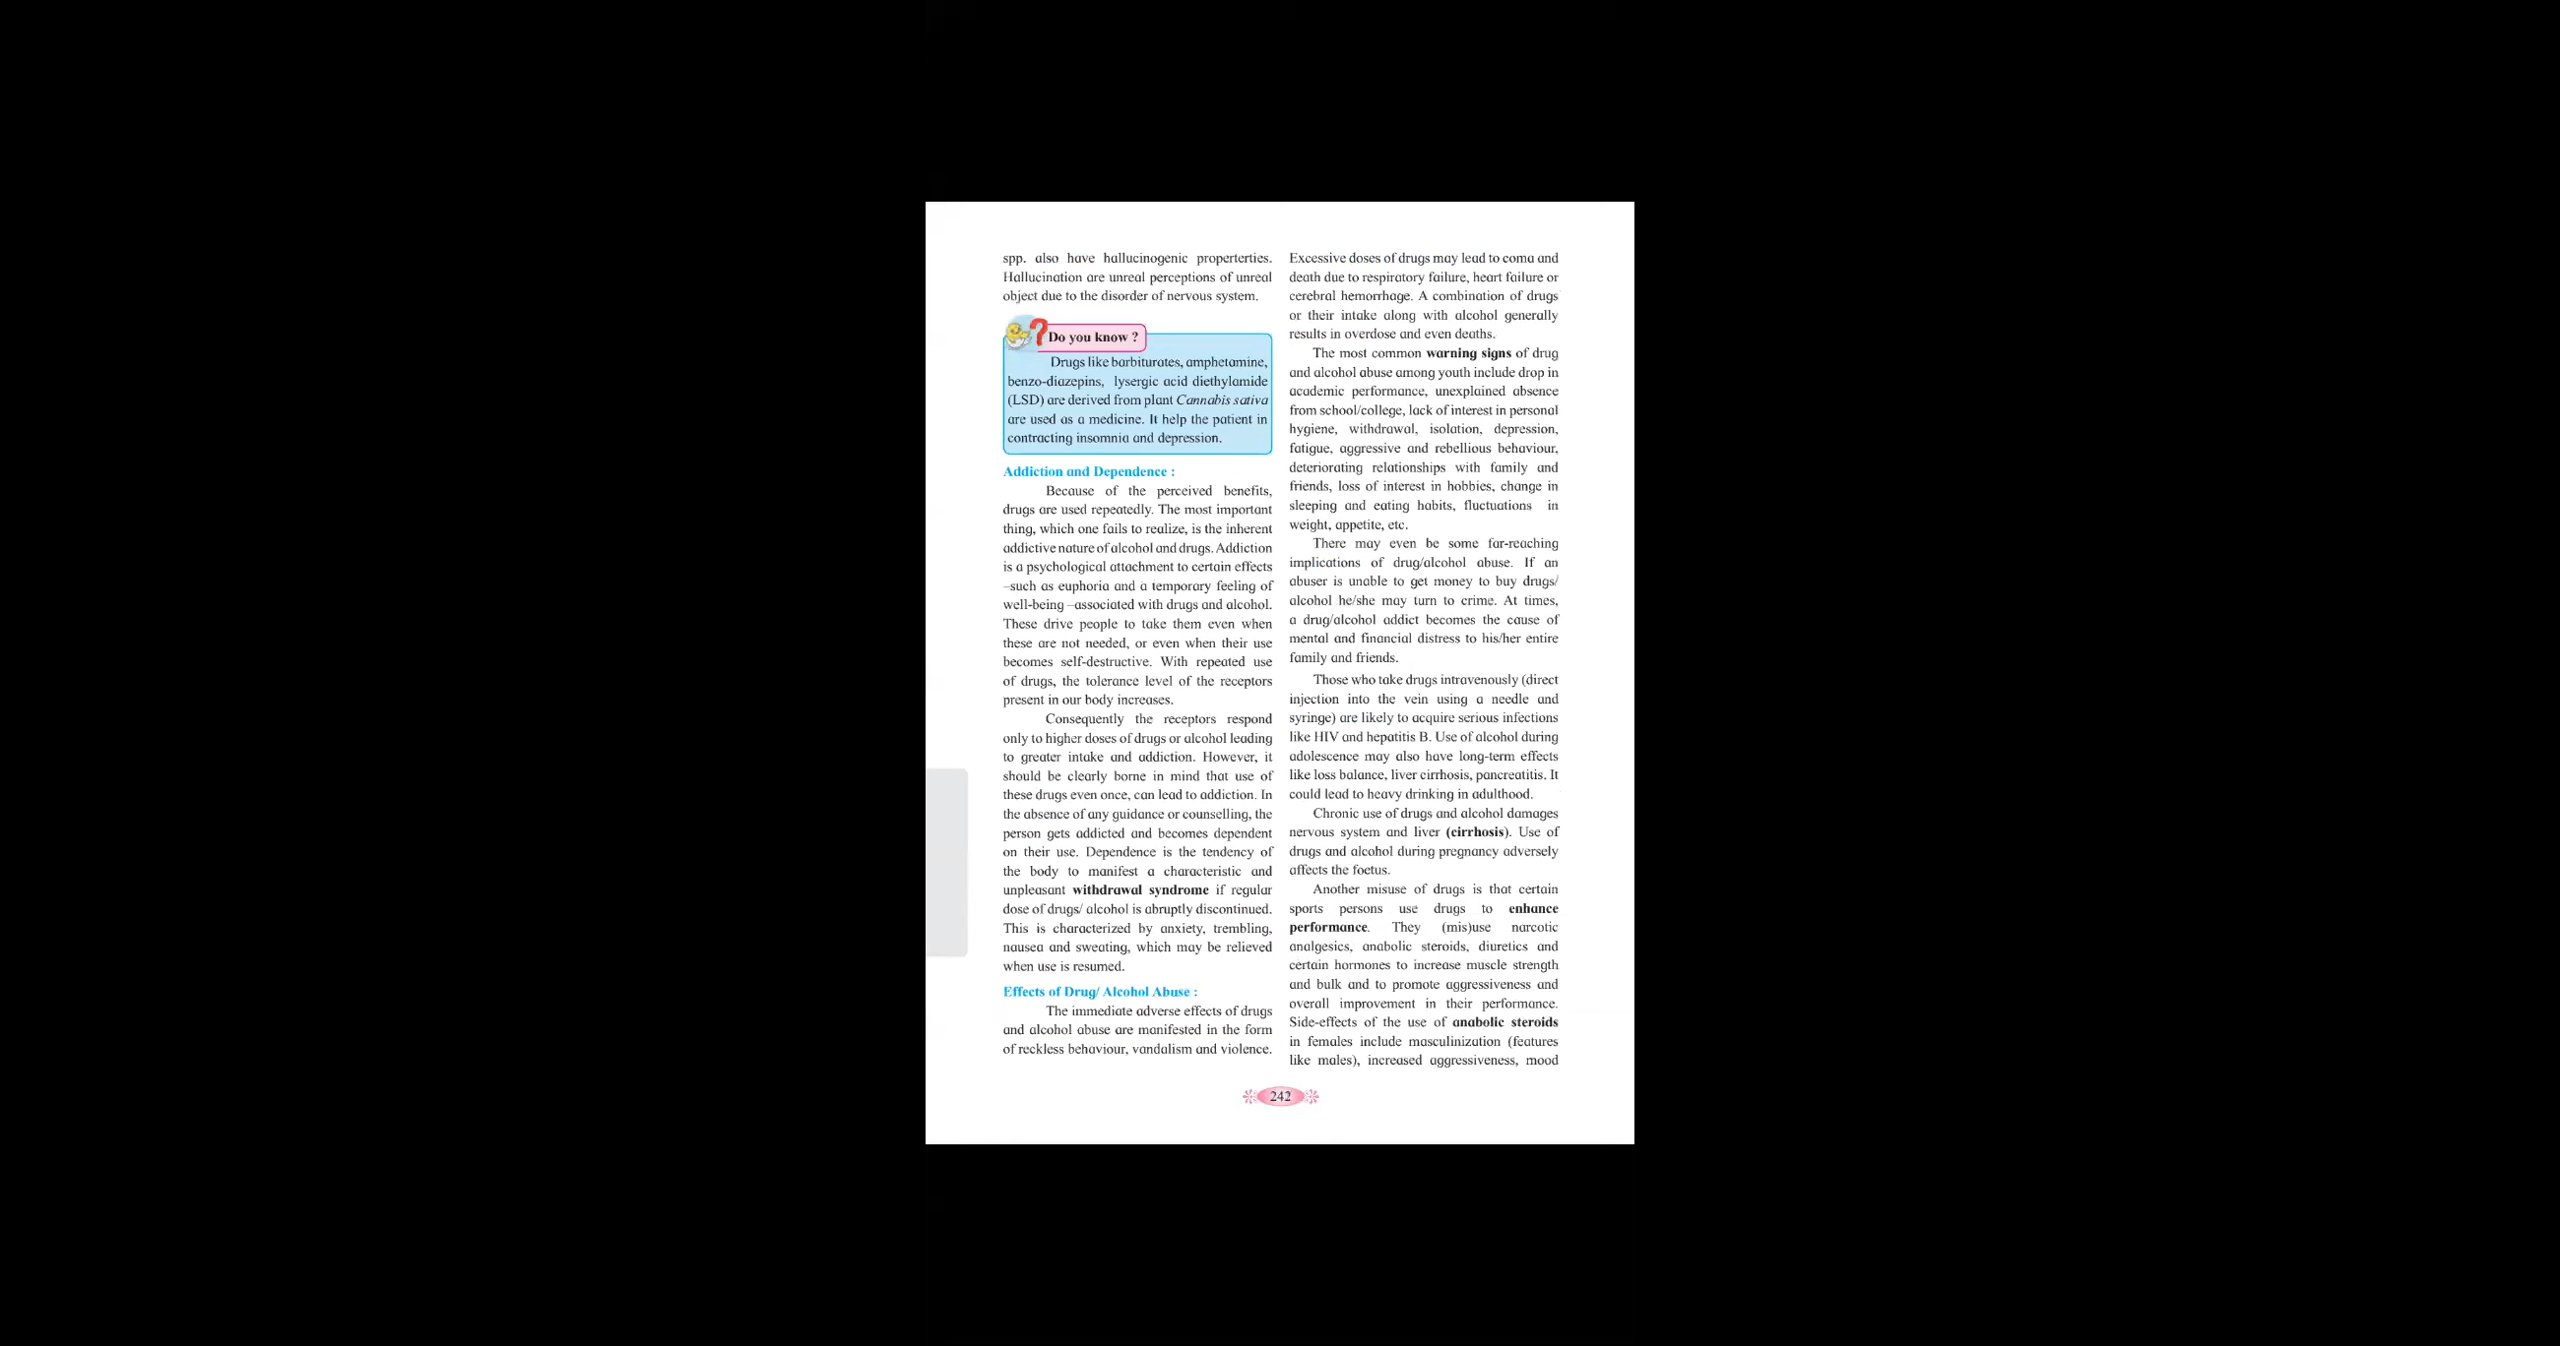 spp. also have hallucinogenic properterties.
Hallucination are unreal perceptions of unreal
object due to the disorder of nervous system.
?
Do you know ?
Drugs like barbiturates, amphetamine,
benzo-diazepins, lysergic acid diethylamide
(LSD) are derived from plant Cannabis sativa
are used as a medicine. It help the patient in
contracting insomnia and depression.
Addiction and Dependence :
Because of the perceived benefits,
drugs are used repeatedly. The most important
thing, which one fails to realize, is the inherent
addictive nature of alcohol and drugs. Addiction
is a psychological attachment to certain effects
–such as euphoria and a temporary feeling of
well-being –associated with drugs and alcohol.
These drive people to take them even when
these are not needed, or even when their use
becomes self-destructive. With repeated use
of drugs, the tolerance level of the receptors
present in our body increases.
Consequently the receptors respond
only to higher doses of drugs or alcohol leading
to greater intake and addiction. However, it
should be clearly borne in mind that use of
these drugs even once, can lead to addiction. In
the absence of any guidance or counselling, the
person gets addicted and becomes dependent
on their use. Dependence is the tendency of
the body to manifest a characteristic and
unpleasant withdrawal syndrome if regular
dose of drugs/ alcohol is abruptly discontinued.
This is characterized by anxiety, trembling,
nausea and sweating, which may be relieved
when use is resumed.
Effects of Drug/ Alcohol Abuse :
The immediate adverse effects of drugs
and alcohol abuse are manifested in the form
of reckless behaviour, vandalism and violence.
Excessive doses of drugs may lead to coma and
death due to respiratory failure, heart failure or
cerebral hemorrhage. A combination of drugs
or their intake along with alcohol generally
results in overdose and even deaths.
The most common warning signs of drug
and alcohol abuse among youth include drop in
academic performance, unexplained absence
from school/college, lack of interest in personal
hygiene, withdrawal, isolation, depression,
fatigue, aggressive and rebellious behaviour,
deteriorating relationships with family and
friends, loss of interest in hobbies, change in
sleeping and eating habits, fluctuations in
weight, appetite, etc.
There may even be some far-reaching
implications of drug/alcohol abuse. If an
abuser is unable to get money to buy drugs/
alcohol he/she may turn to crime. At times,
a drug/alcohol addict becomes the cause of
mental and financial distress to his/her entire
family and friends.
Those who take drugs intravenously (direct
injection into the vein using a needle and
syringe) are likely to acquire serious infections
like HIV and hepatitis B. Use of alcohol during
adolescence may also have long-term effects
like loss balance, liver cirrhosis, pancreatitis. It
could lead to heavy drinking in adulthood.
Chronic use of drugs and alcohol damages
nervous system and liver (cirrhosis). Use of
drugs and alcohol during pregnancy adversely
affects the foetus.
Another misuse of drugs is that certain
sports persons use drugs to enhance
performance. They (mis)use narcotic
analgesics, anabolic steroids, diuretics and
certain hormones to increase muscle strength
and bulk and to promote aggressiveness and
overall improvement in their performance.
Side-effects of the use of anabolic steroids
in females include masculinization (features
like males), increased aggressiveness, mood
242